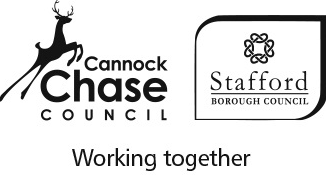 Cannock
Chase
COUNCIL
Stafford
BOROUGH COUNCIL
Working together